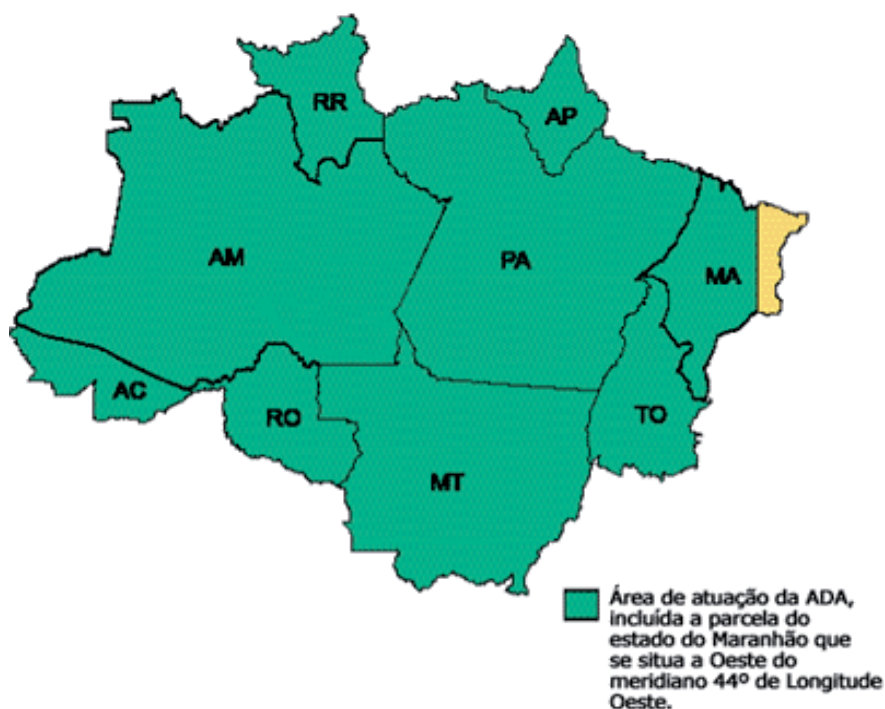 RR
AP
AM
PA
MA
AC
RO
TO
MT
Área de atuação da ADA,
incluída a parcela do
estado do Maranhão que
se situa a Oeste do
meridiano 44º de Longitude
Oeste.